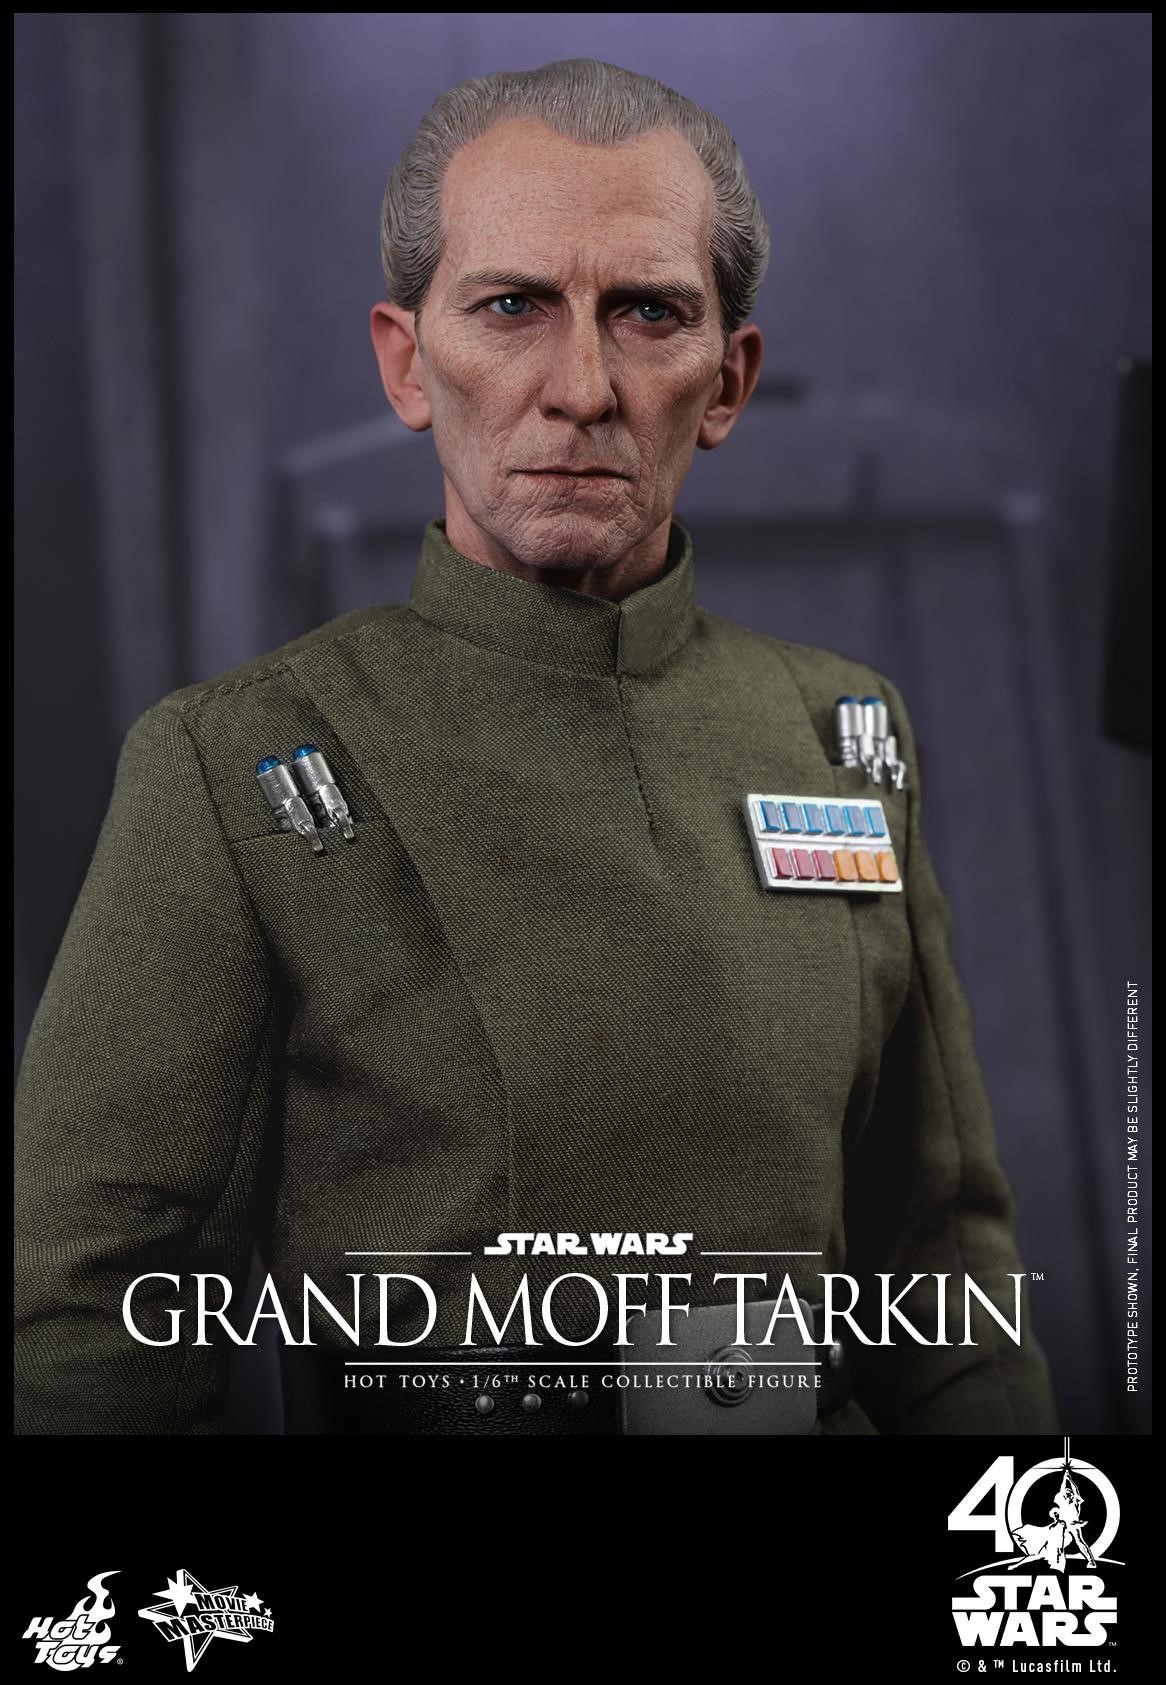 STAR WARS
GRAND MOFF TARKIN™
HOT TOYS • 1/6TH SCALE COLLECTIBLE FIGURE
PROTOTYPE SHOWN, FINAL PRODUCT MAY BE SLIGHTLY DIFFERENT
Hot Toys®
MOVIE MASTERPIECE
40
STAR WARS™
© & ™ Lucasfilm Ltd.